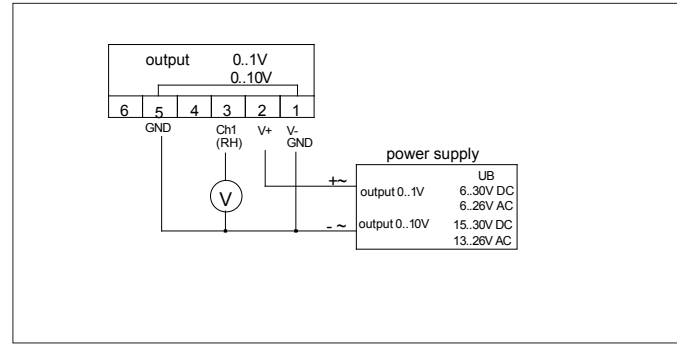 output 0..1V
0..10V
6 5 4 3 2 1
GND Ch1 V+ V-
(RH) GND
V
power supply
UB
+~ output 0..1V 6..30V DC
6..26V AC
- ~ output 0..10V 15..30V DC
13..26V AC